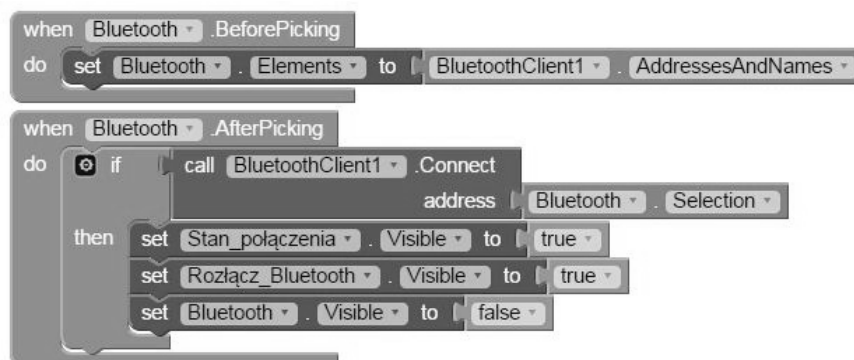 when Bluetooth .BeforePicking
do set Bluetooth . Elements to BluetoothClient1 . AddressesAndNames
when Bluetooth .AfterPicking
do if call BluetoothClient1 .Connect
address Bluetooth . Selection
then set Stan_połączenia . Visible to true
set Rozłącz_Bluetooth . Visible to true
set Bluetooth . Visible to false